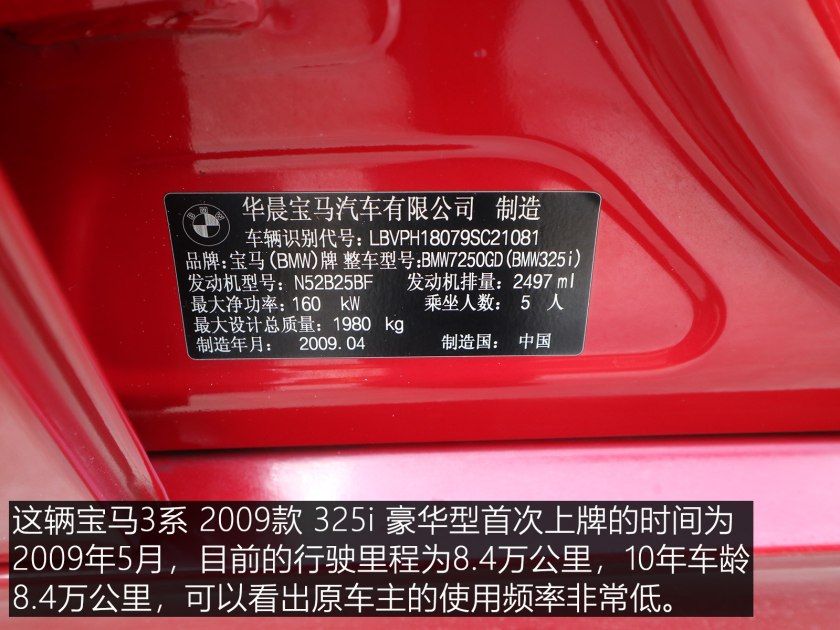 华晨宝马汽车有限公司 制造
车辆识别代号: LBVPH18079SC21081
品牌: 宝马(BMW)牌 整车型号: BMW7250GD(BMW325i)
发动机型号: N52B25BF 发动机排量: 2497 ml
最大净功率: 160 kW 乘坐人数: 5 人
最大设计总质量: 1980 kg
制造年月: 2009.04 制造国: 中国
这辆宝马3系 2009款 325i 豪华型首次上牌的时间为
2009年5月，目前的行驶里程为8.4万公里，10年车龄
8.4万公里，可以看出原车主的使用频率非常低。